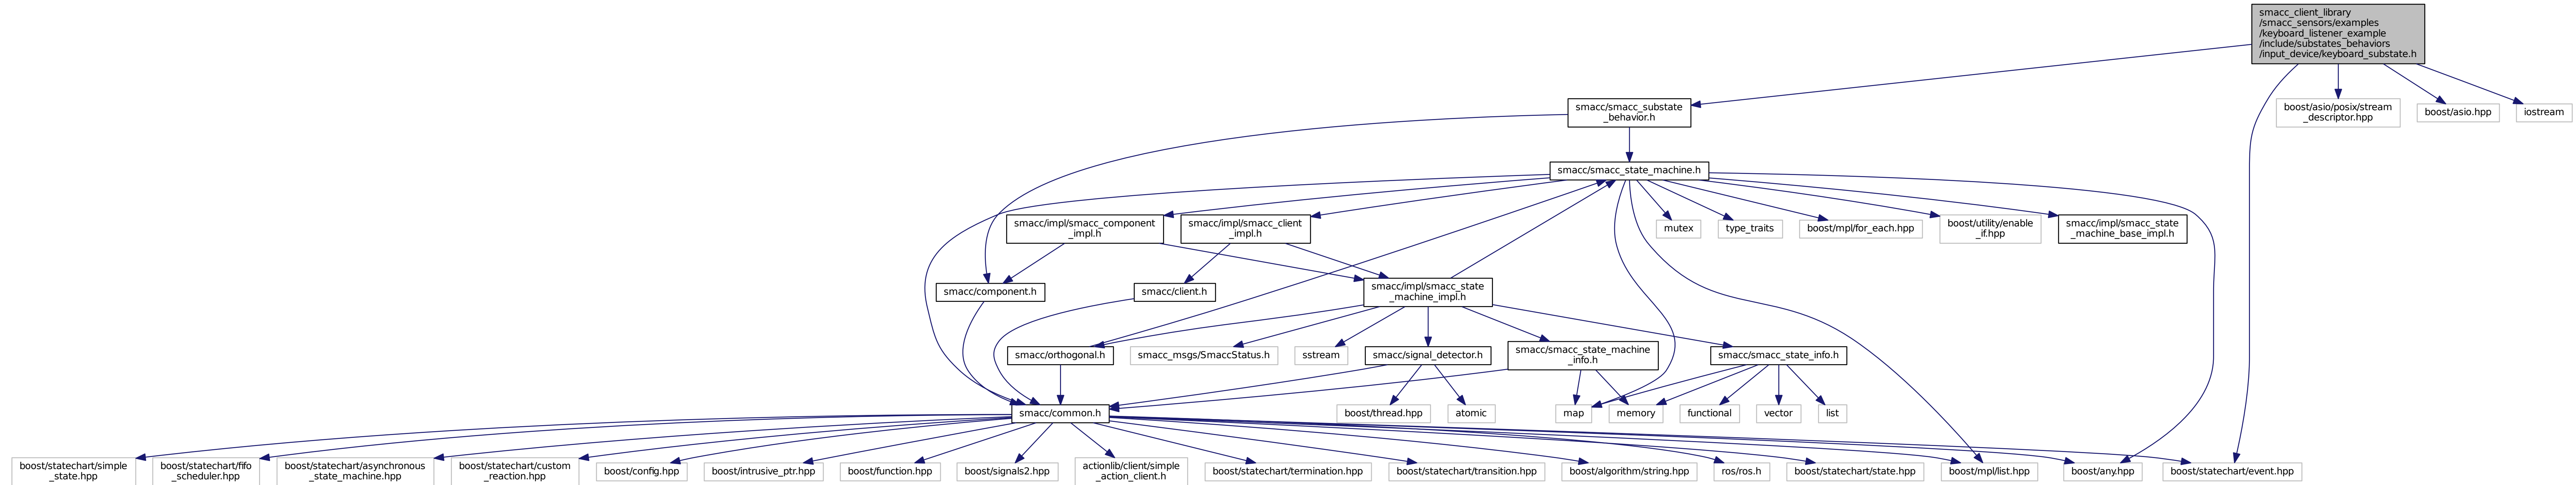 smacc_client_library
/smacc_sensors/examples
/keyboard_listener_example
/include/substates_behaviors
/input_device/keyboard_substate.h
smacc/smacc_substate
_behavior.h
boost/asio/posix/stream
_descriptor.hpp
boost/asio.hpp
iostream
smacc/smacc_state_machine.h
smacc/impl/smacc_component
_impl.h
smacc/impl/smacc_client
_impl.h
mutex
type_traits
boost/mpl/for_each.hpp
boost/utility/enable
_if.hpp
smacc/impl/smacc_state
_machine_base_impl.h
smacc/component.h
smacc/client.h
smacc/impl/smacc_state
_machine_impl.h
smacc/orthogonal.h
smacc_msgs/SmaccStatus.h
sstream
smacc/signal_detector.h
smacc/smacc_state_machine
_info.h
smacc/smacc_state_info.h
smacc/common.h
boost/thread.hpp
atomic
map
memory
functional
vector
list
boost/statechart/simple
_state.hpp
boost/statechart/fifo
_scheduler.hpp
boost/statechart/asynchronous
_state_machine.hpp
boost/statechart/custom
_reaction.hpp
boost/config.hpp
boost/intrusive_ptr.hpp
boost/function.hpp
boost/signals2.hpp
actionlib/client/simple
_action_client.h
boost/statechart/termination.hpp
boost/statechart/transition.hpp
boost/algorithm/string.hpp
ros/ros.h
boost/statechart/state.hpp
boost/mpl/list.hpp
boost/any.hpp
boost/statechart/event.hpp